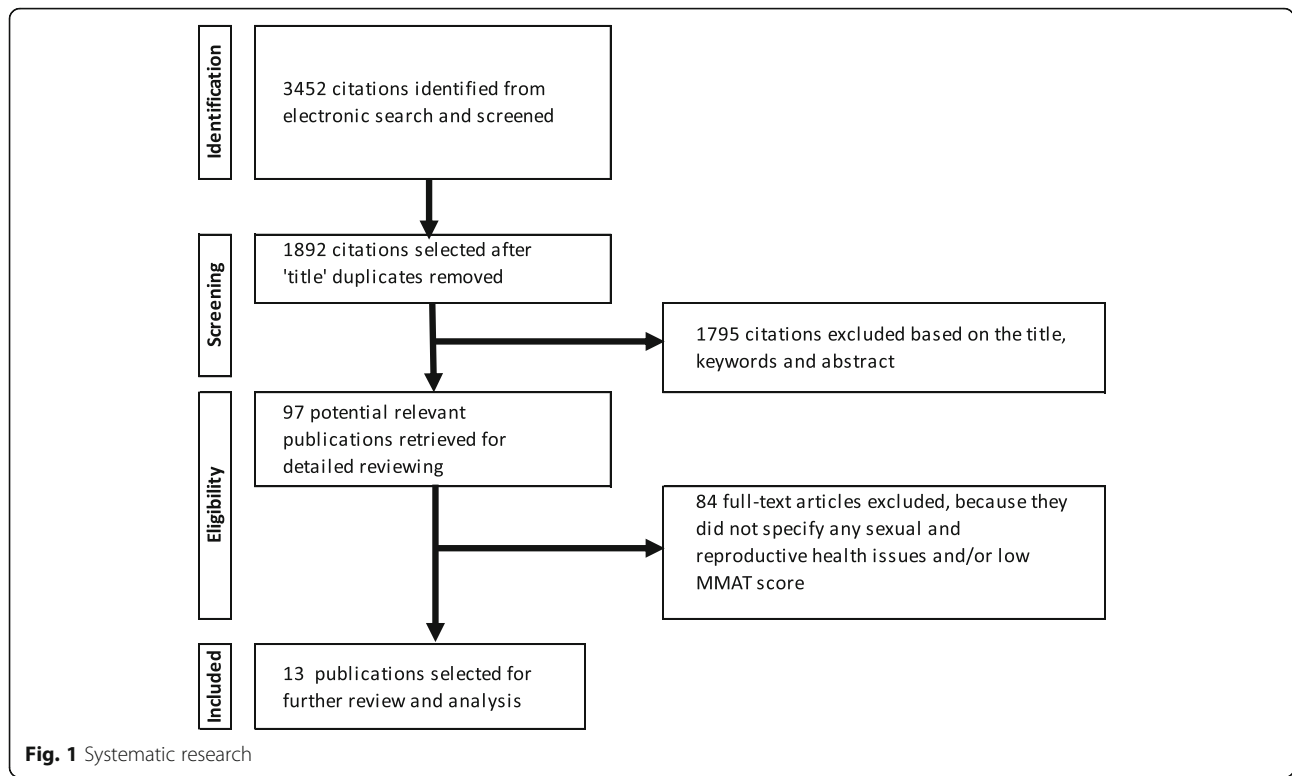 Identification
3452 citations identified from
electronic search and screened
Screening
1892 citations selected after
'title' duplicates removed
1795 citations excluded based on the title,
keywords and abstract
Eligibility
97 potential relevant
publications retrieved for
detailed reviewing
84 full-text articles excluded, because they
did not specify any sexual and
reproductive health issues and/or low
MMAT score
Included
13 publications selected for
further review and analysis
Fig. 1 Systematic research